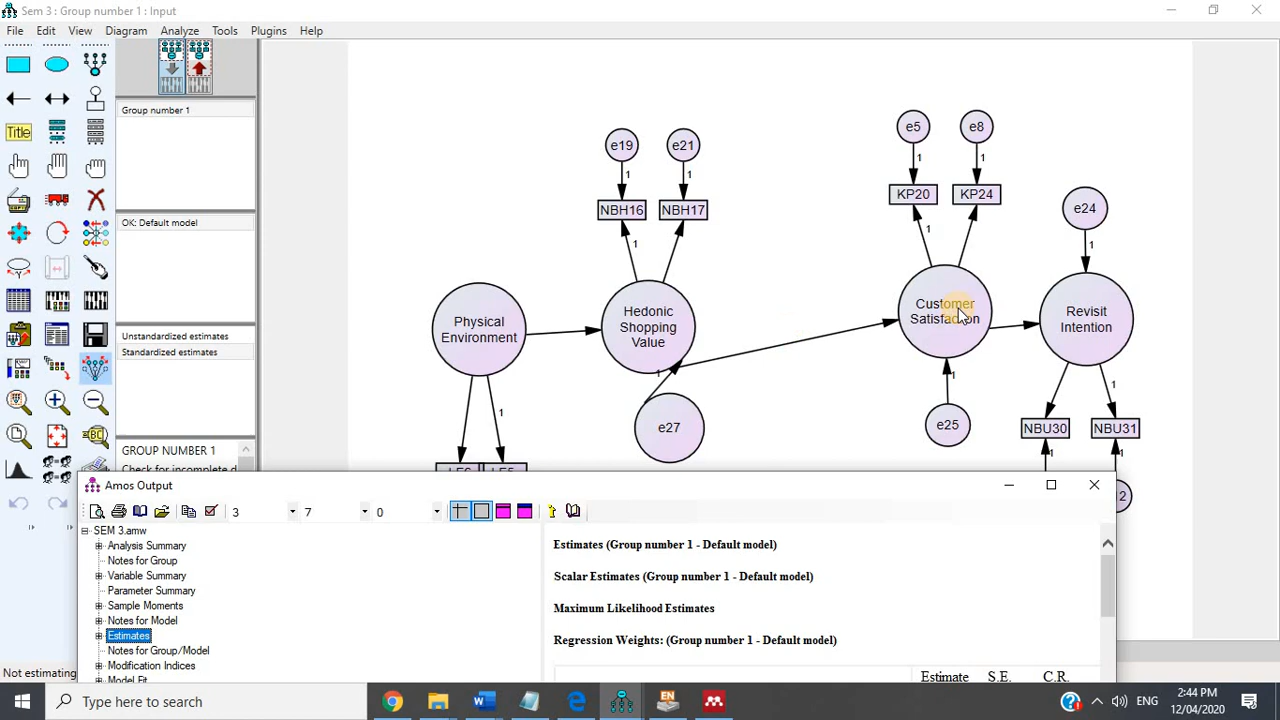 Sem 3 : Group number 1 : Input
File Edit View Diagram Analyze Tools Plugins Help
Title
Group number 1
OK: Default model
Unstandardized estimates
Standardized estimates
GROUP NUMBER 1
Check for incomplete d
Not estimating
e19 e21
1 1
NBH16 NBH17
1
e5 e8
1 1
KP20 KP24
1
e24
1
Physical
Environment
Hedonic
Shopping
Value
Customer
Satisfaction
Revisit
Intention
1
1
1
1
e27
e25
NBU30 NBU31
1 1
Amos Output
3 7 0
SEM 3.amw
Analysis Summary
Notes for Group
Variable Summary
Parameter Summary
Sample Moments
Notes for Model
Estimates
Notes for Group/Model
Modification Indices
Model Fit
Estimates (Group number 1 - Default model)
Scalar Estimates (Group number 1 - Default model)
Maximum Likelihood Estimates
Regression Weights: (Group number 1 - Default model)
Estimate S.E. C.R.
Type here to search
ENG
2:44 PM
12/04/2020